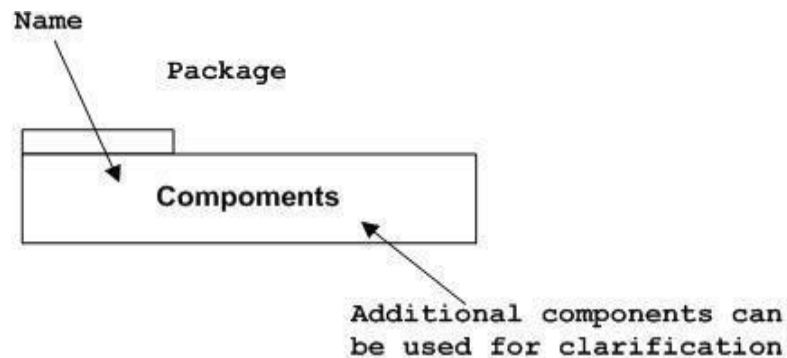 Name
Package
Compoments
Additional components can
be used for clarification